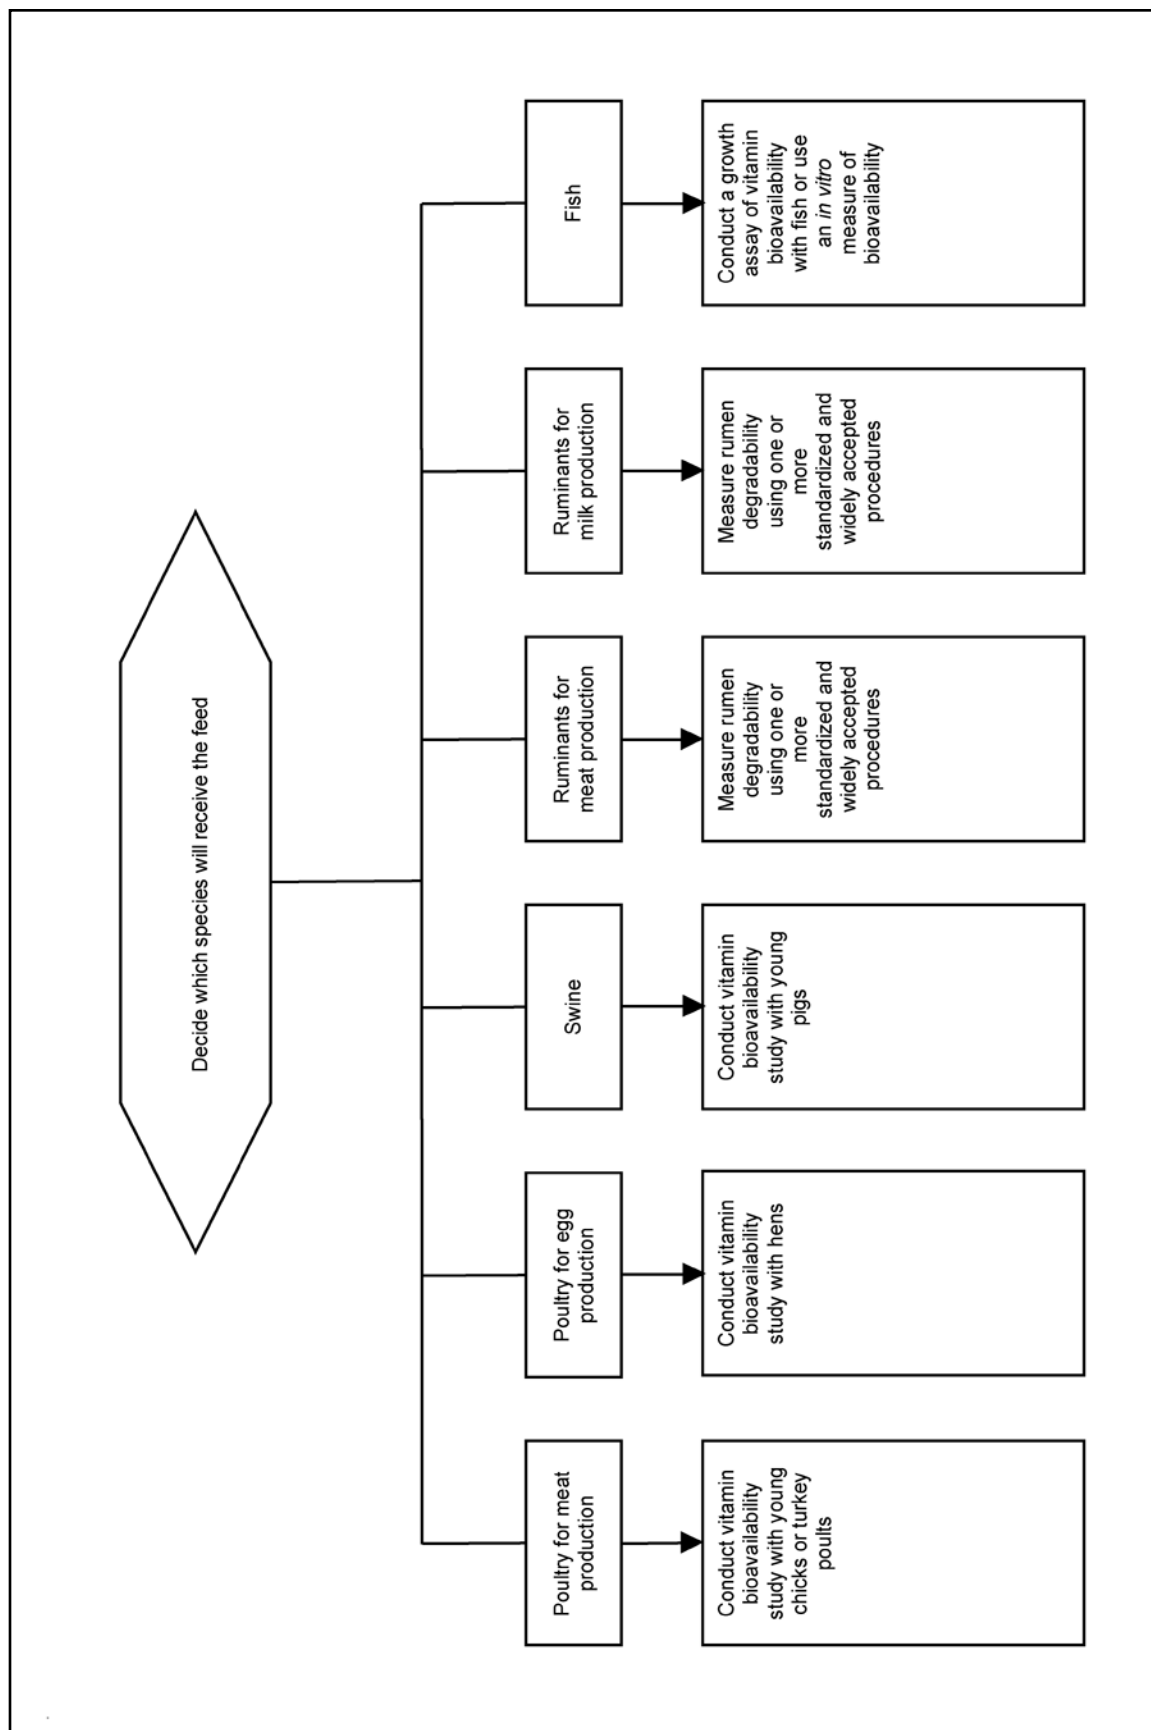 Decide which species will receive the feed
Poultry for meat
production
Poultry for egg
production
Swine
Ruminants for
meat production
Ruminants for
milk production
Fish
Conduct vitamin
bioavailability
study with young
chicks or turkey
poults
Conduct vitamin
bioavailability
study with hens
Conduct vitamin
bioavailability
study with young
pigs
Measure rumen
degradability
using one or
more
standardized and
widely accepted
procedures
Measure rumen
degradability
using one or
more
standardized and
widely accepted
procedures
Conduct a growth
assay of vitamin
bioavailability
with fish or use
an in vitro
measure of
bioavailability